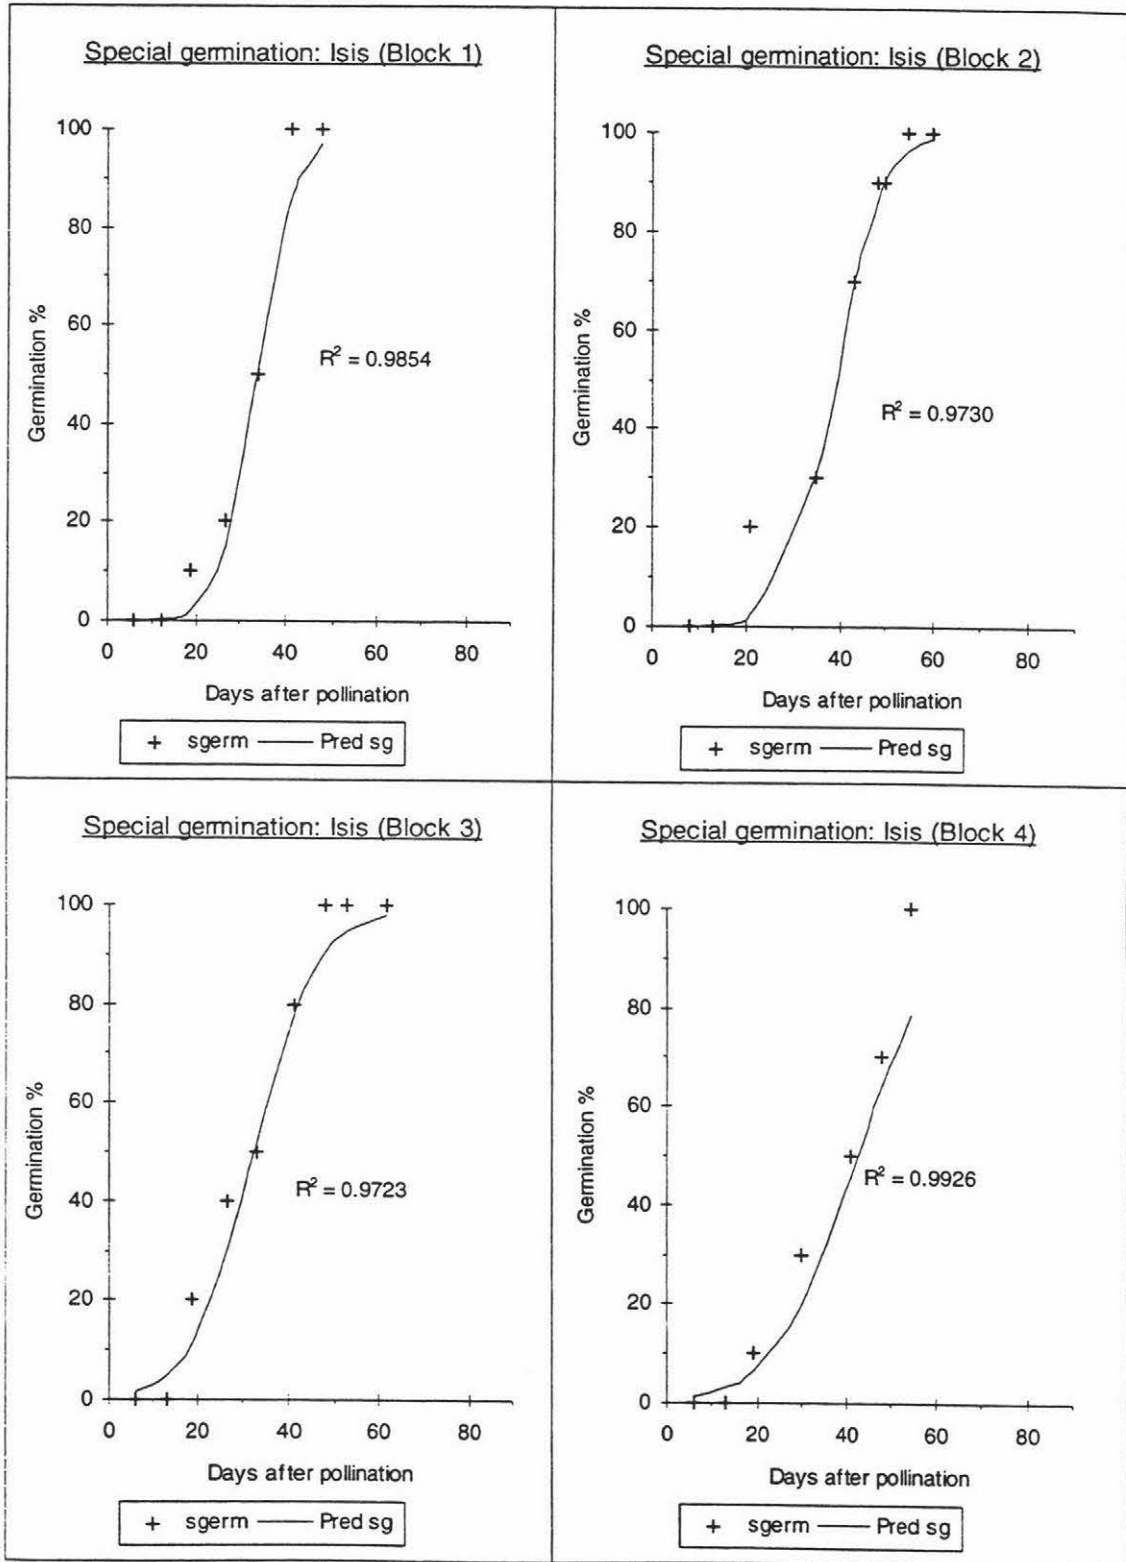 Special germination: Isis (Block 1)
100
80
60
40
20
0
Germination %
R² = 0.9854
0 20 40 60 80
Days after pollination
+ sgerm —— Pred sg
Special germination: Isis (Block 2)
100
80
60
40
20
0
Germination %
R² = 0.9730
0 20 40 60 80
Days after pollination
+ sgerm —— Pred sg
Special germination: Isis (Block 3)
100
80
60
40
20
0
Germination %
R² = 0.9723
0 20 40 60 80
Days after pollination
+ sgerm —— Pred sg
Special germination: Isis (Block 4)
100
80
60
40
20
0
Germination %
R² = 0.9926
0 20 40 60 80
Days after pollination
+ sgerm —— Pred sg